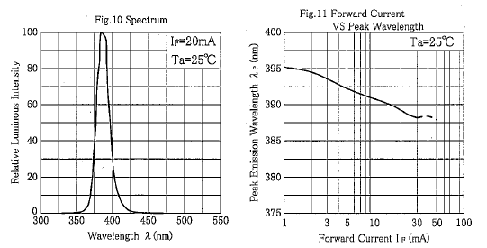 Fig.10 Spectrum
IF=20mA
Ta=25℃
Relative Luminous Intensity
100
80
60
40
20
0
300 350 400 450 500 550
Wavelength λ (nm)
Fig.11 Forward Current
VS Peak Wavelength
Ta=25℃
Peak Emission Wavelength λP (nm)
400
395
390
385
380
375
1 3 5 10 30 50 100
Forward Current IF (mA)